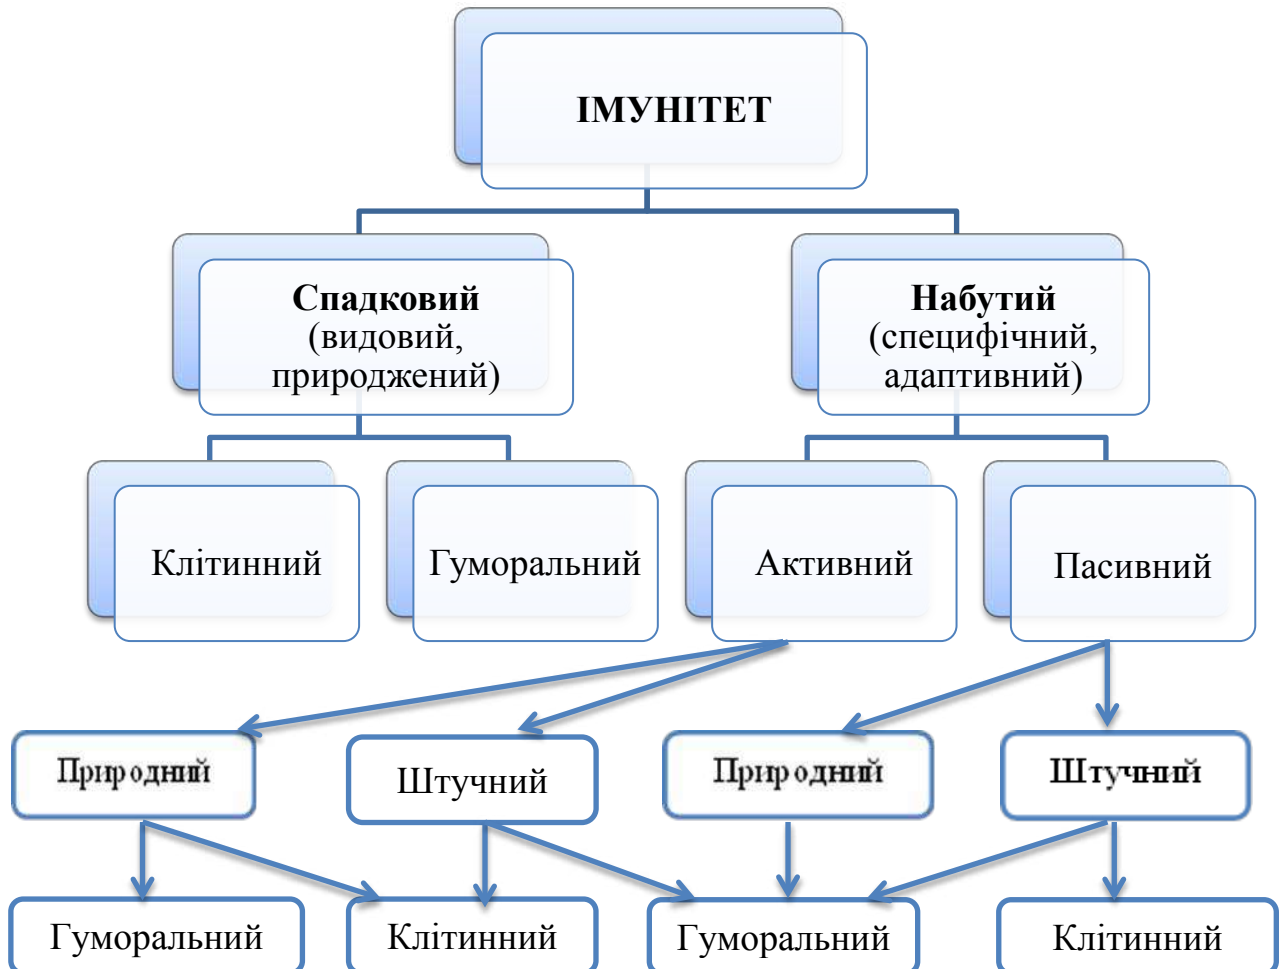 ІМУНІТЕТ
Спадковий
(видовий,
природжений)
Набутий
(специфічний,
адаптивний)
Клітинний
Гуморальний
Активний
Пасивний
Природний
Штучний
Природний
Штучний
Гуморальний
Клітинний
Гуморальний
Клітинний